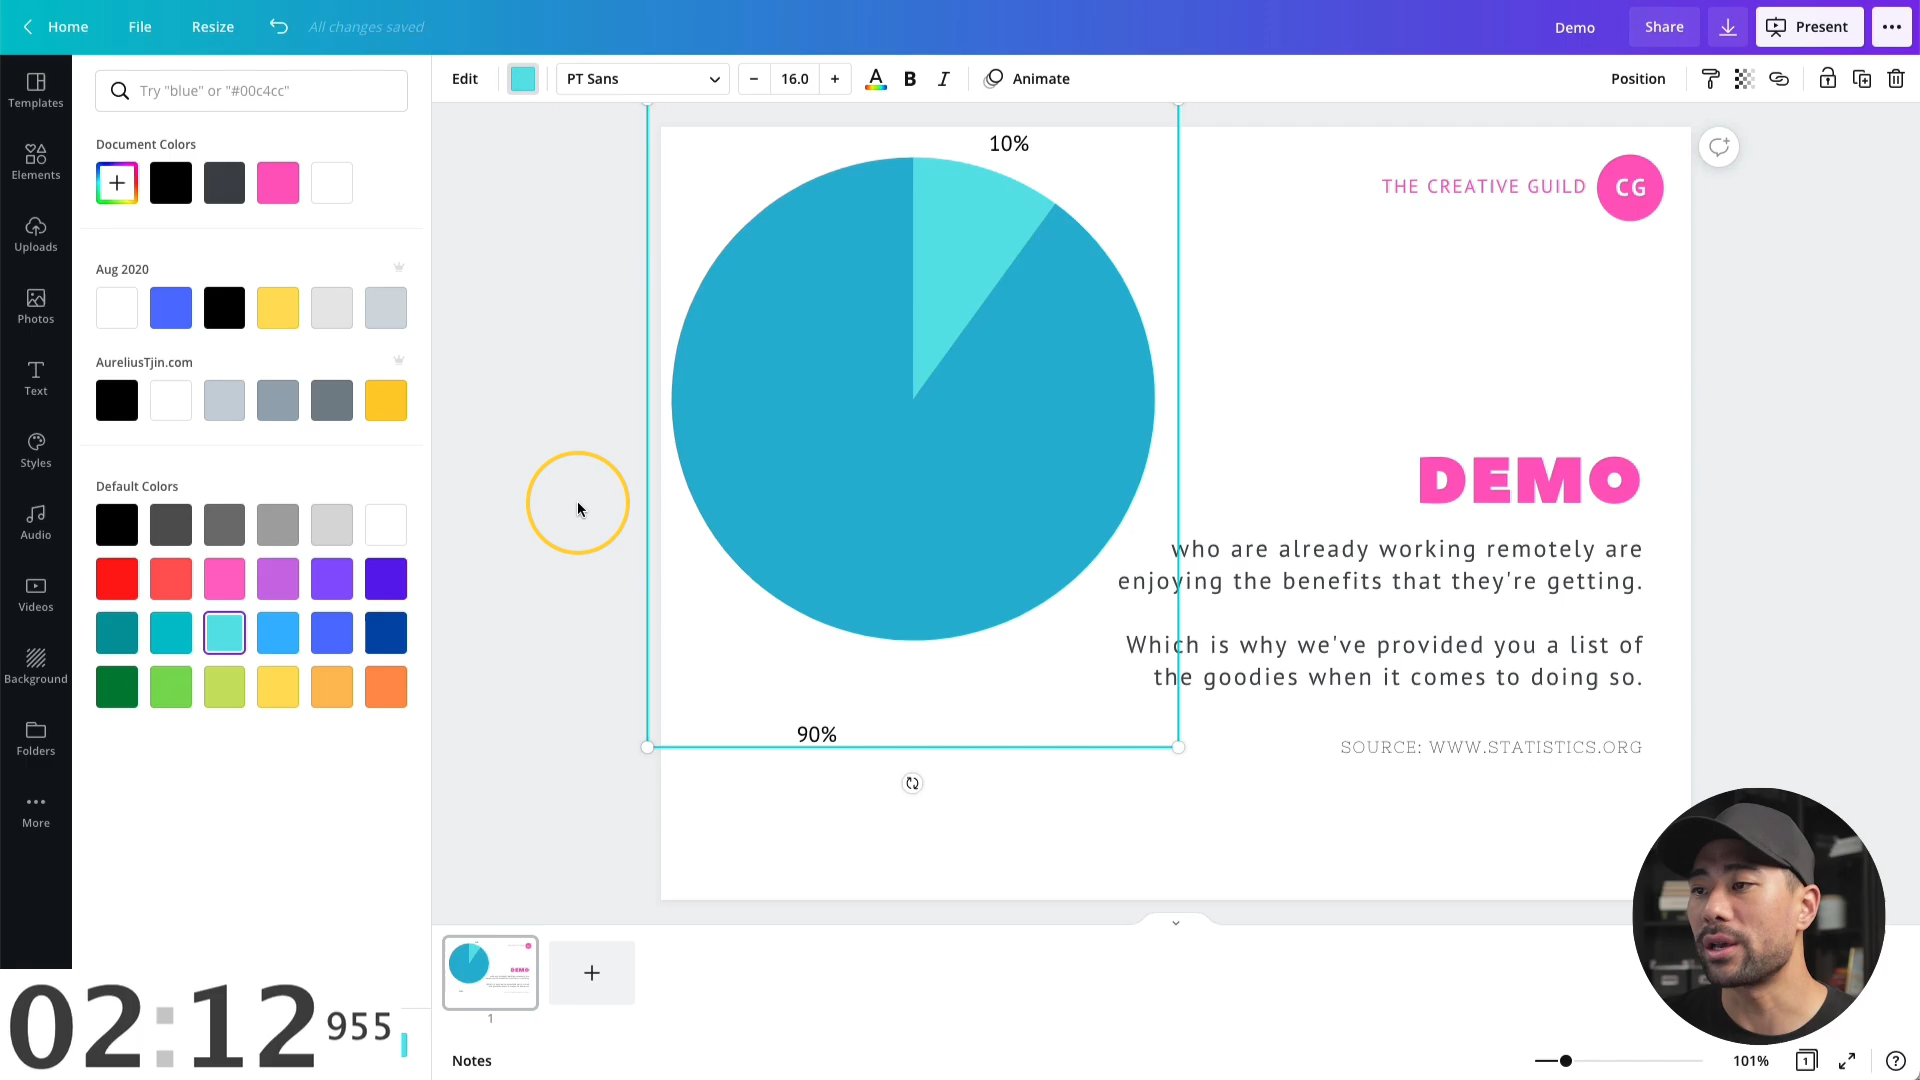 Home
File
Resize
All changes saved
Demo
Share
Present
Templates
Elements
Uploads
Photos
Text
Styles
Audio
Videos
Background
Folders
More
Try "blue" or "#00c4cc"
Document Colors
Aug 2020
AureliusTjin.com
Default Colors
Edit
PT Sans
16.0
A
B
I
Animate
Position
10%
90%
THE CREATIVE GUILD
CG
DEMO
who are already working remotely are
enjoying the benefits that they're getting.
Which is why we've provided you a list of
the goodies when it comes to doing so.
SOURCE: WWW.STATISTICS.ORG
1
Notes
101%
1
?
02:12 955